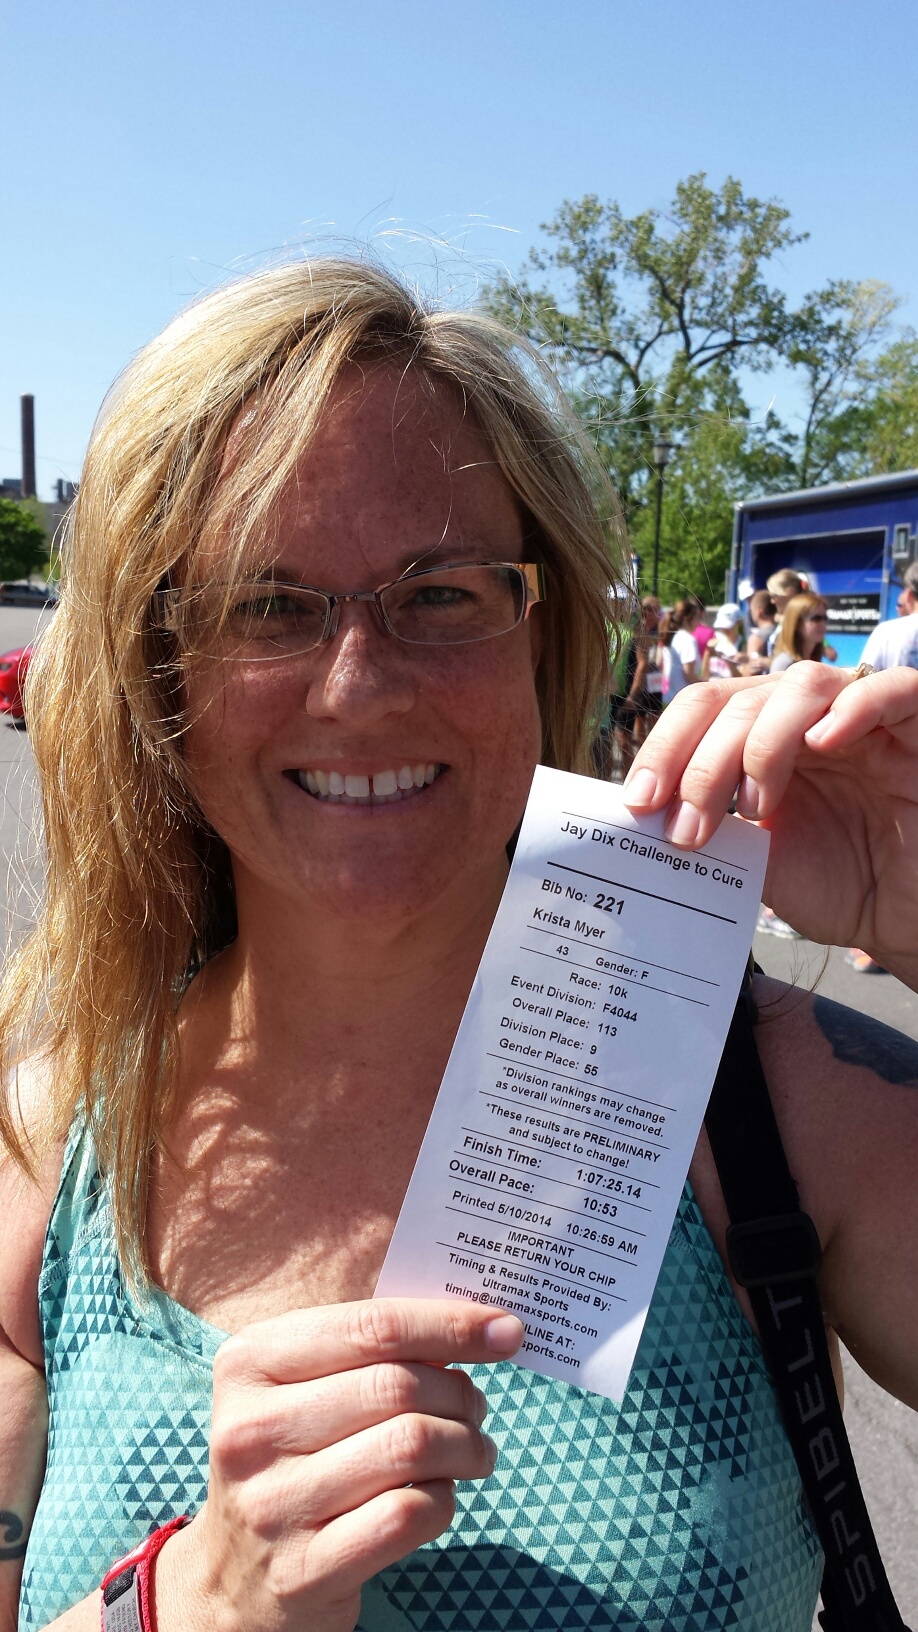 Jay Dix Challenge to Cure
Bib No: 221
Krista Myer
43 Gender: F
Race: 10k
Event Division: F4044
Overall Place: 113
Division Place: 9
Gender Place: 55
*Division rankings may change
as overall winners are removed.
*These results are PRELIMINARY
and subject to change!
Finish Time: 1:07:25.14
Overall Pace: 10:53
Printed 5/10/2014 10:26:59 AM
IMPORTANT
PLEASE RETURN YOUR CHIP
Timing & Results Provided By:
Ultramax Sports
timing@ultramaxsports.com
LINE AT:
sports.com
SPIBELT